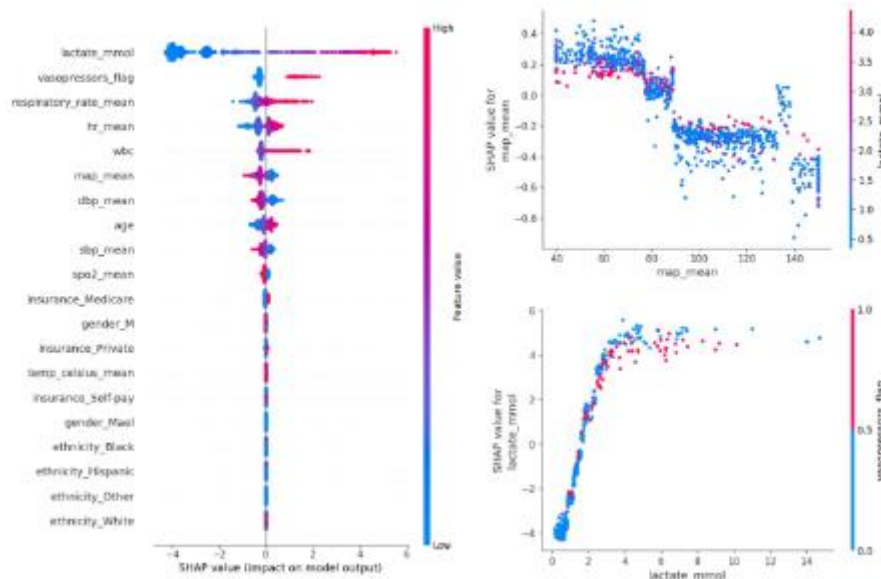 High
lactate_mmol
vasopressors_flag
respiratory_rate_mean
hr_mean
wbc
map_mean
dbp_mean
age
sbp_mean
spo2_mean
insurance_Medicare
gender_M
insurance_Private
temp_celsius_mean
insurance_Self-pay
gender_Mael
ethnicity_Black
ethnicity_Hispanic
ethnicity_Other
ethnicity_White
Low
Feature value
−4 −2 0 2 4 6
SHAP value (impact on model output)
0.4
0.2
0.0
−0.2
−0.4
−0.6
−0.8
SHAP value for
map_mean
40 60 80 100 120 140
map_mean
4.0
3.5
3.0
2.5
2.0
1.5
1.0
0.5
lactate_mmol
6
4
2
0
−2
−4
SHAP value for
lactate_mmol
0 2 4 6 8 10 12 14
lactate_mmol
1.0
0.5
0.0
vasopressors_flag